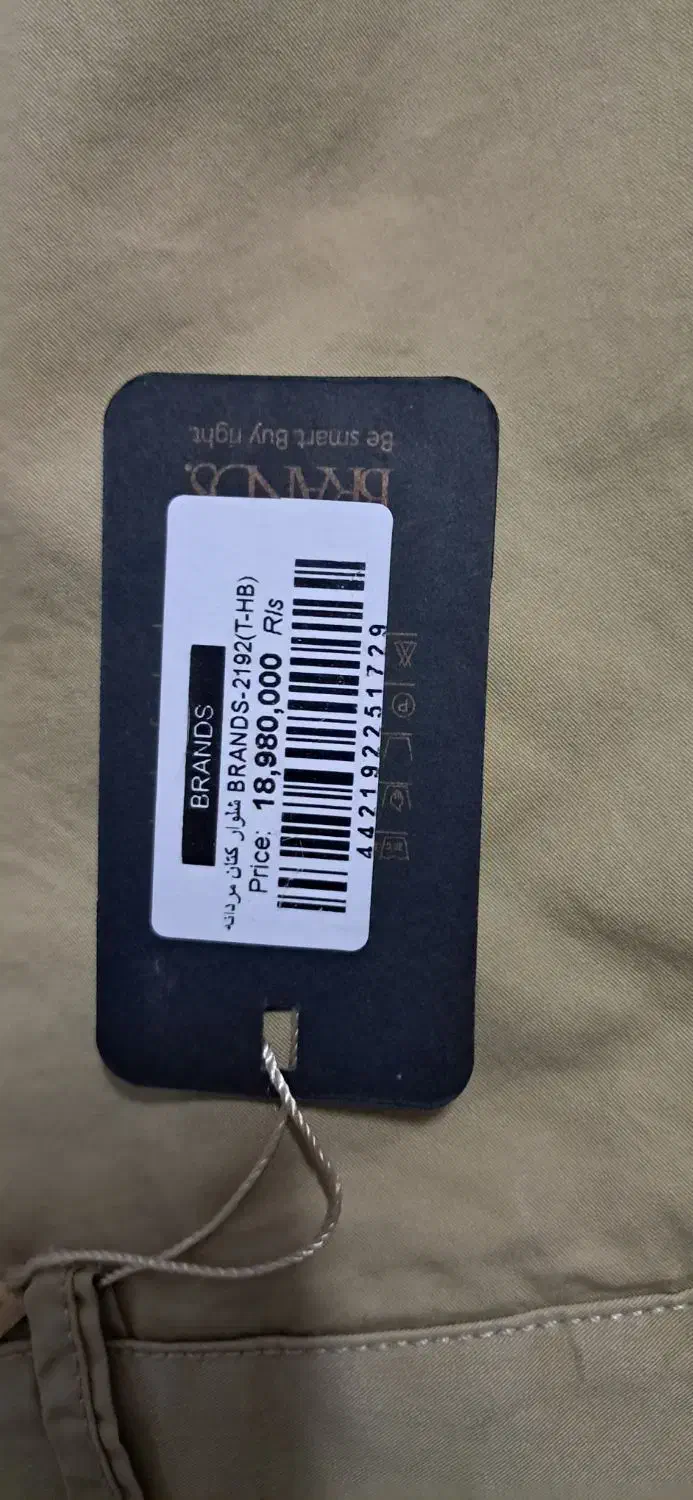 BRANDS
شلوار کتان مردانه BRANDS-2192(T-HB)
Price: 18,980,000 Rls
4421922251729
Be smart Buy right.
BRANDS.